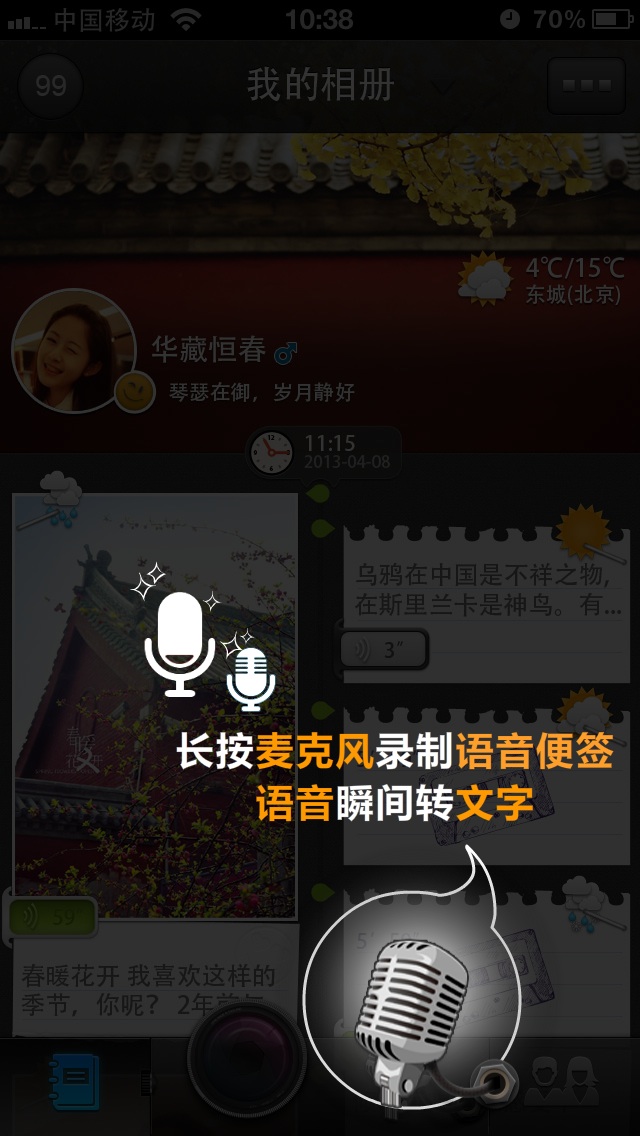 中国移动
10:38
70%
99
我的相册
4℃/15℃
东城(北京)
华藏恒春
琴瑟在御，岁月静好
11:15
2013-04-08
乌鸦在中国是不祥之物,
在斯里兰卡是神鸟。有...
3″
长按麦克风录制语音便签
语音瞬间转文字
59
春暖花开 我喜欢这样的
季节，你呢？ 2年前